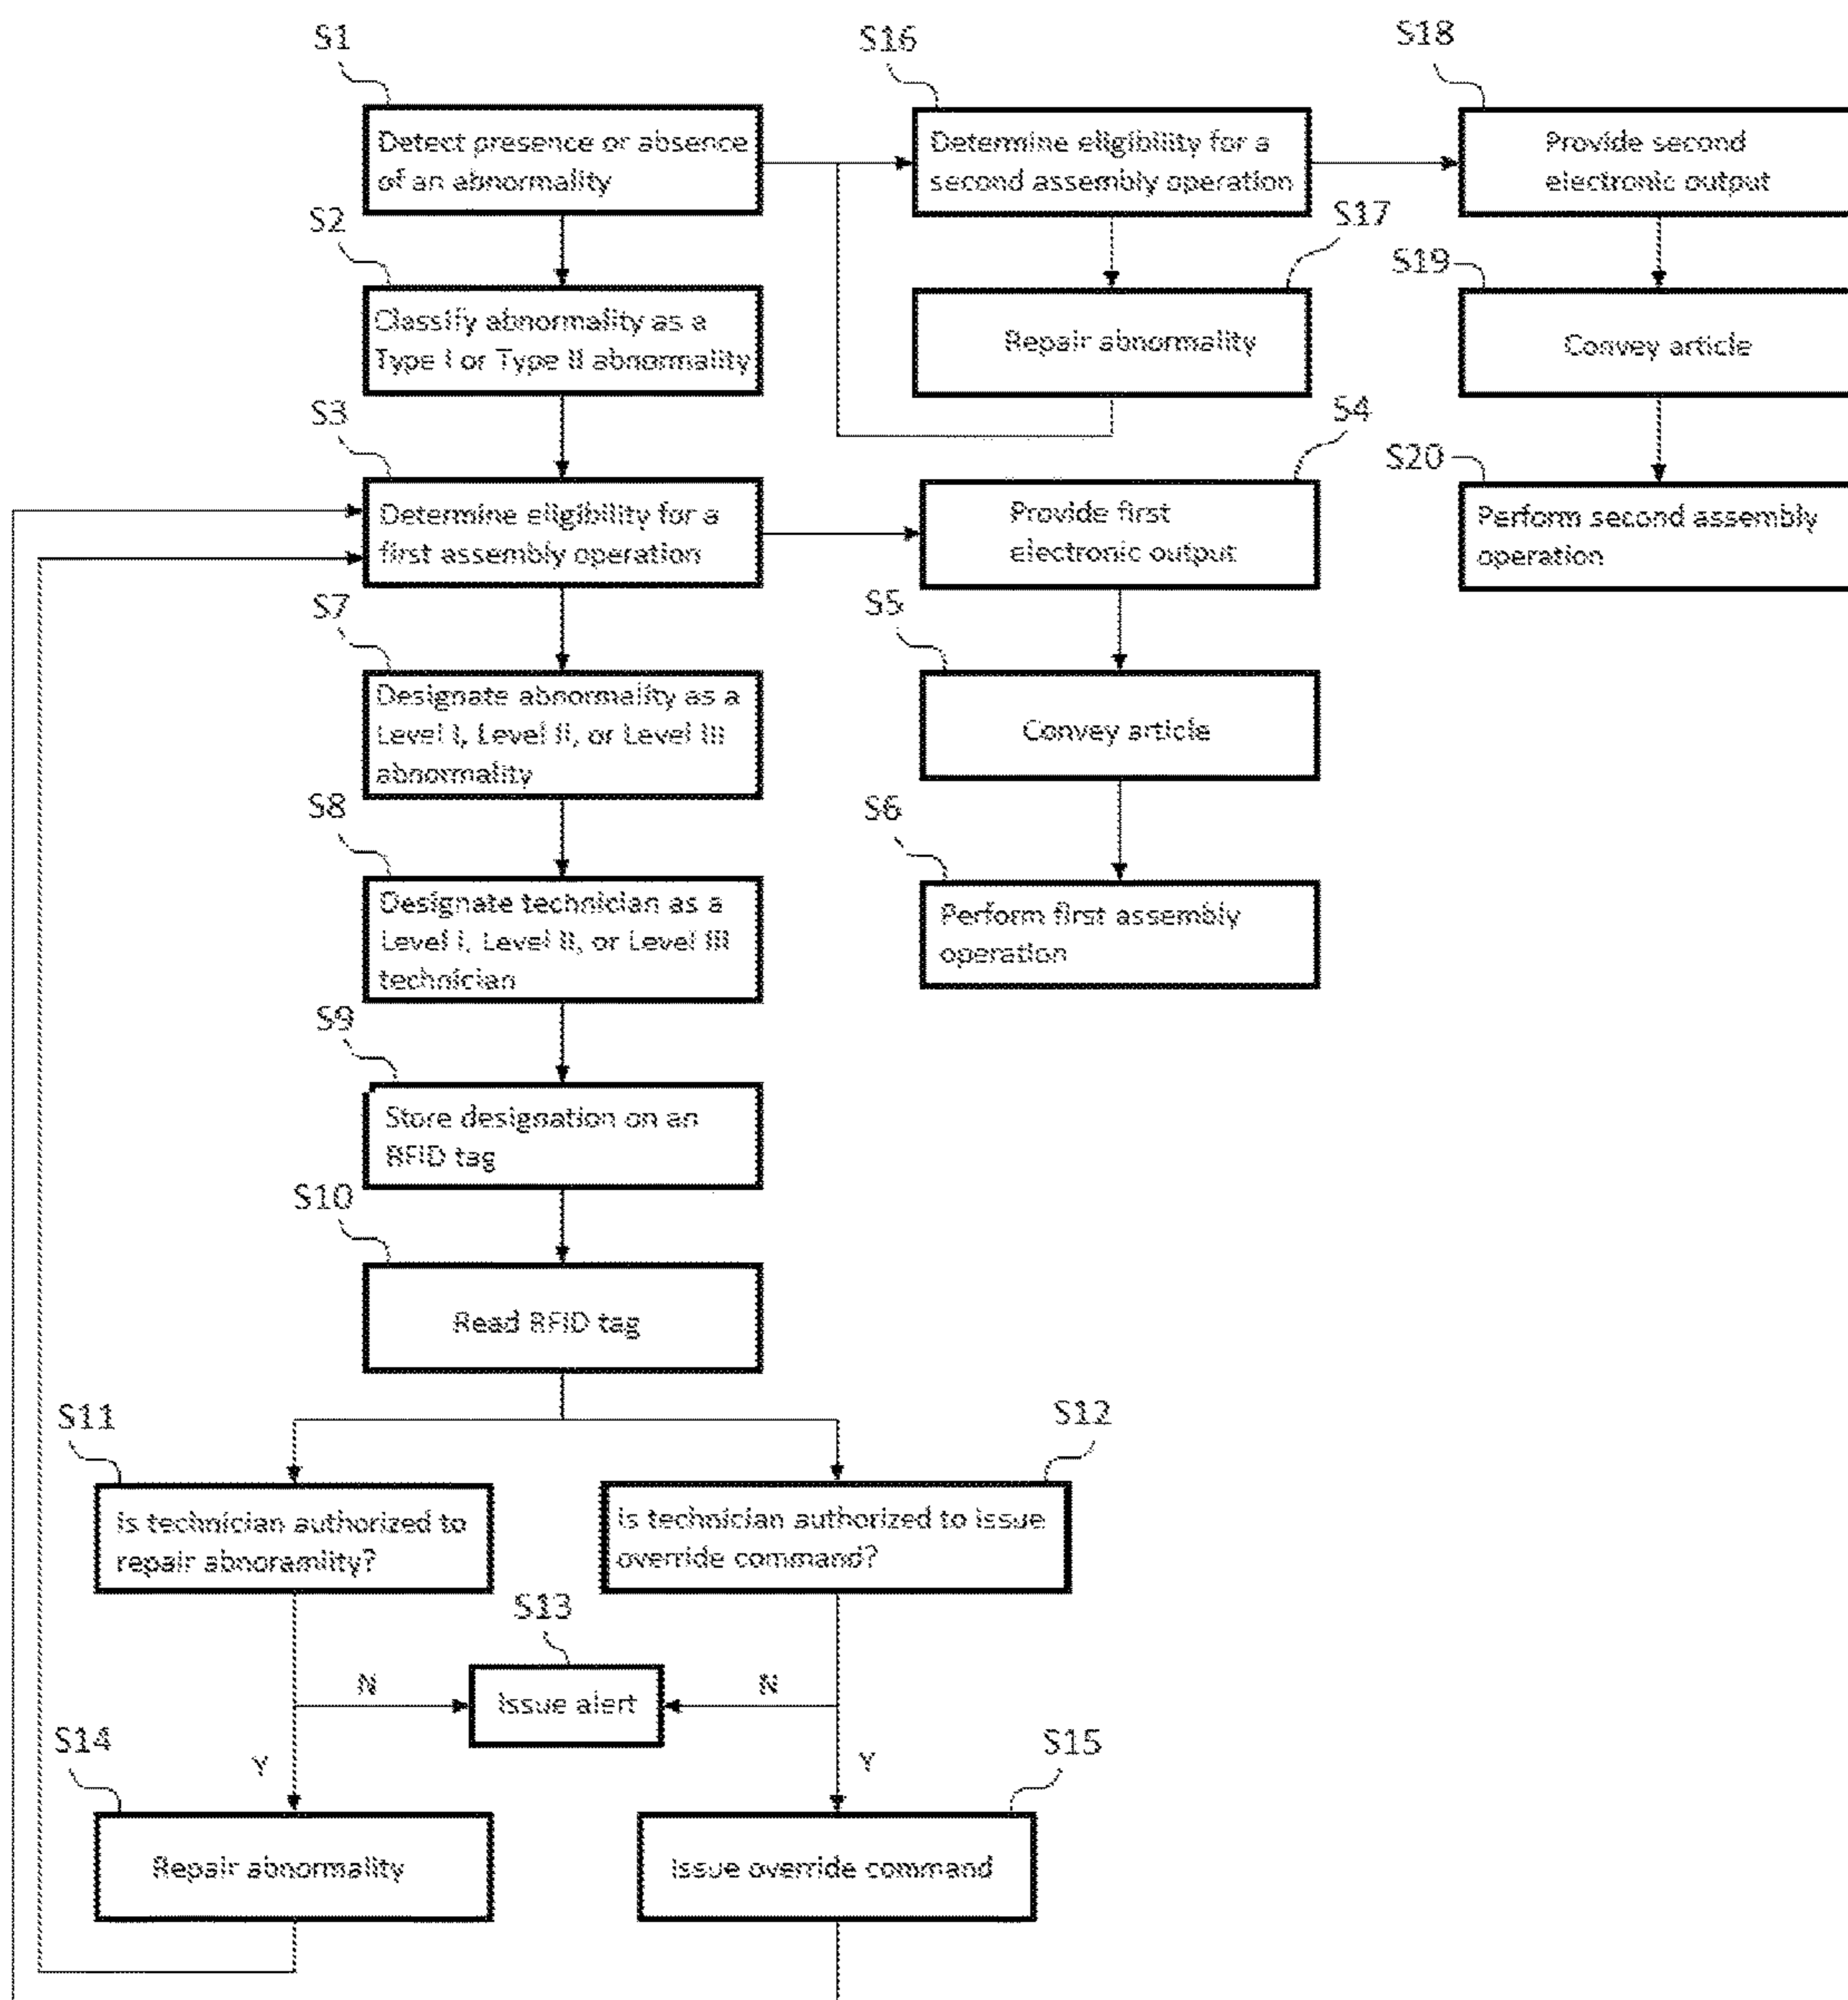 S1
Detect presence or absence
of an abnormality
S16
Determine eligibility for a
second assembly operation
S18
Provide second
electronic output
S2
Classify abnormality as a
Type I or Type II abnormality
S17
Repair abnormality
S19
Convey article
S3
Determine eligibility for a
first assembly operation
S4
Provide first
electronic output
S20
Perform second assembly
operation
S7
Designate abnormality as a
Level I, Level II, or Level III
abnormality
S5
Convey article
S8
Designate technician as a
Level I, Level II, or Level III
technician
S6
Perform first assembly
operation
S9
Store designation on an
RFID tag
S10
Read RFID tag
S11
Is technician authorized to
repair abnoramlity?
S12
Is technician authorized to issue
override command?
S13
N
Issue alert
N
S14
Y
Repair abnormality
S15
Y
Issue override command